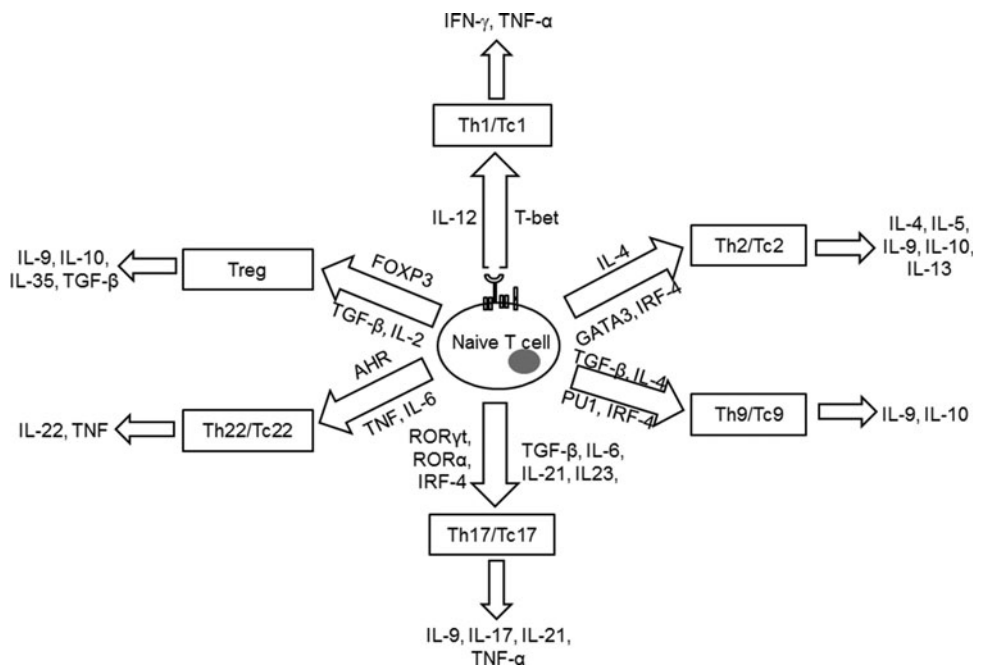 IFN-γ, TNF-α
Th1/Tc1
IL-12
T-bet
IL-4
GATA3, IRF-4
Th2/Tc2
IL-4, IL-5,
IL-9, IL-10,
IL-13
IL-9, IL-10,
IL-35, TGF-β
Treg
FOXP3
TGF-β, IL-2
Naive T cell
TGF-β, IL-4
PU1, IRF-4
Th9/Tc9
IL-9, IL-10
AHR
TNF, IL-6
Th22/Tc22
IL-22, TNF
RORγt,
RORα,
IRF-4
TGF-β, IL-6,
IL-21, IL23,
Th17/Tc17
IL-9, IL-17, IL-21,
TNF-α